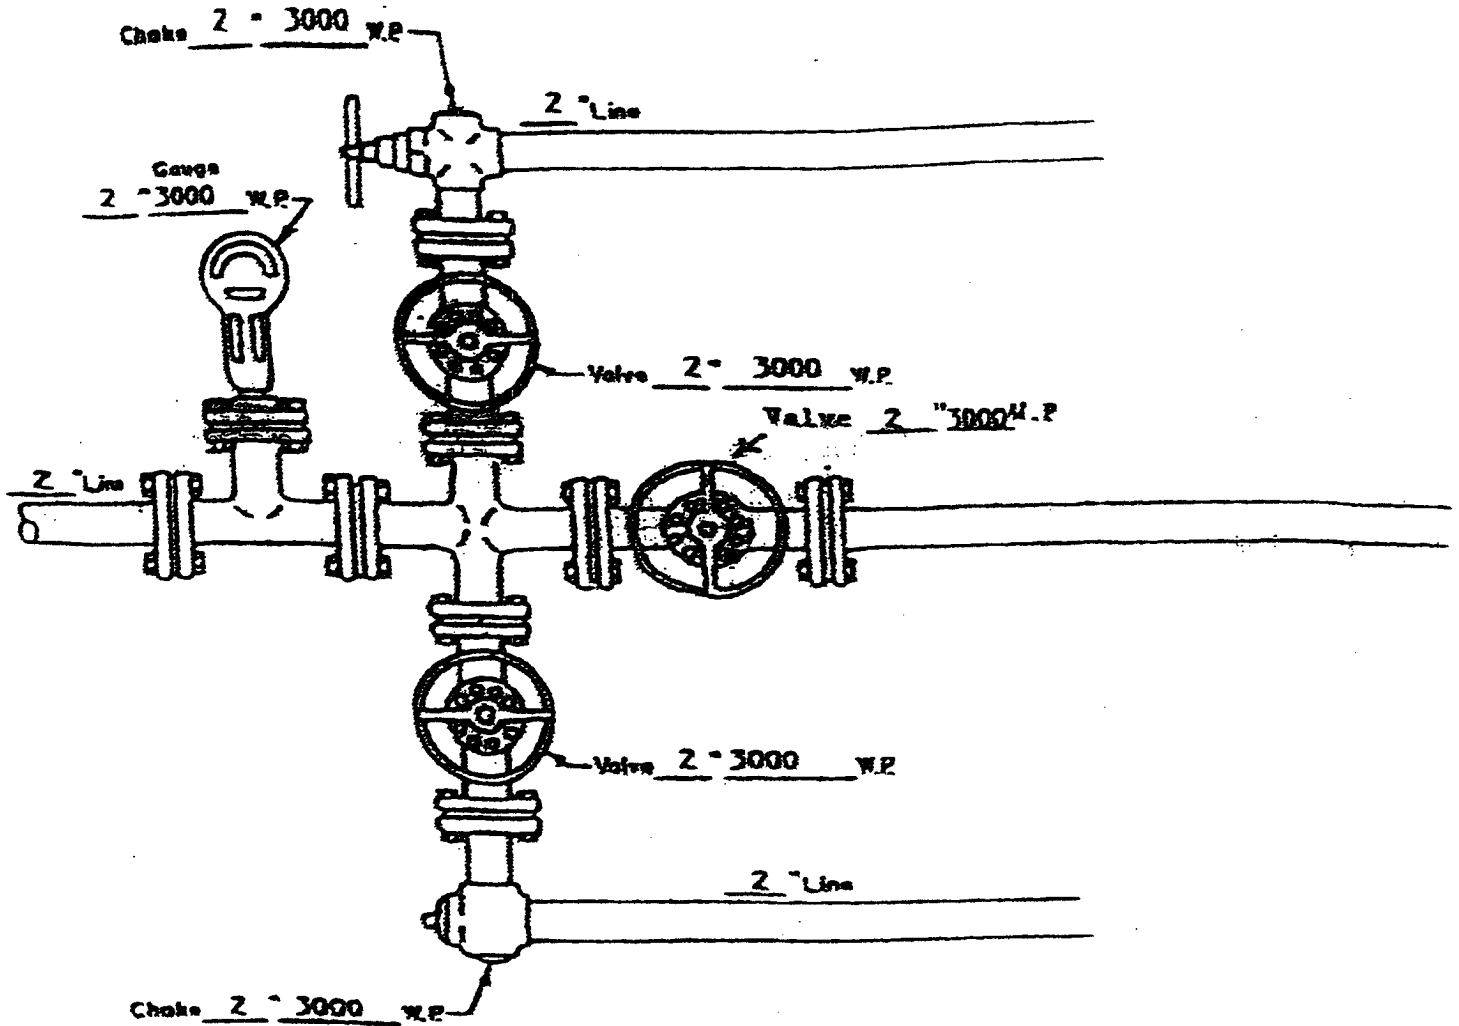 Choke 2 " 3000 W.P.
2 " Line
Gauge
2 " 3000 W.P.
Valve 2 " 3000 W.P.
Valve 2 " 3000 W.P
2 " Line
Valve 2 " 3000 W.P.
2 " Line
Choke 2 " 3000 W.P.